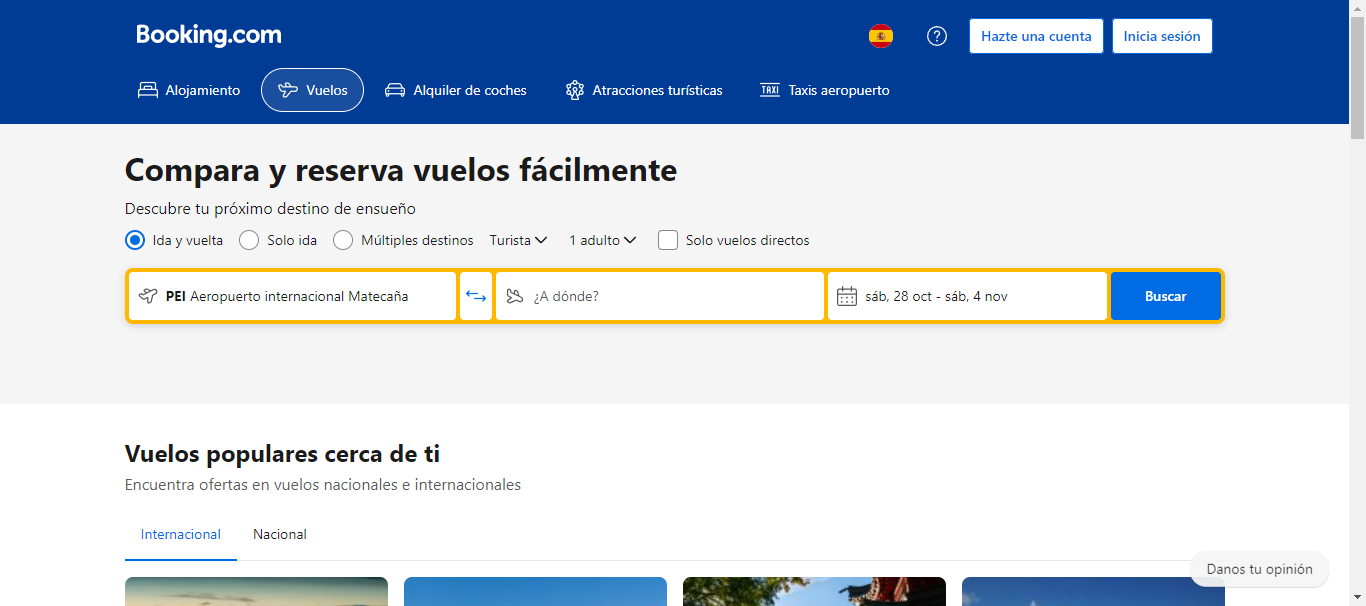 Booking.com
Hazte una cuenta
Inicia sesión
Alojamiento
Vuelos
Alquiler de coches
Atracciones turísticas
TAXI Taxis aeropuerto
Compara y reserva vuelos fácilmente
Descubre tu próximo destino de ensueño
Ida y vuelta Solo ida Múltiples destinos Turista 1 adulto Solo vuelos directos
PEI Aeropuerto internacional Matecaña
¿A dónde?
sáb, 28 oct - sáb, 4 nov
Buscar
Vuelos populares cerca de ti
Encuentra ofertas en vuelos nacionales e internacionales
Internacional Nacional
Danos tu opinión